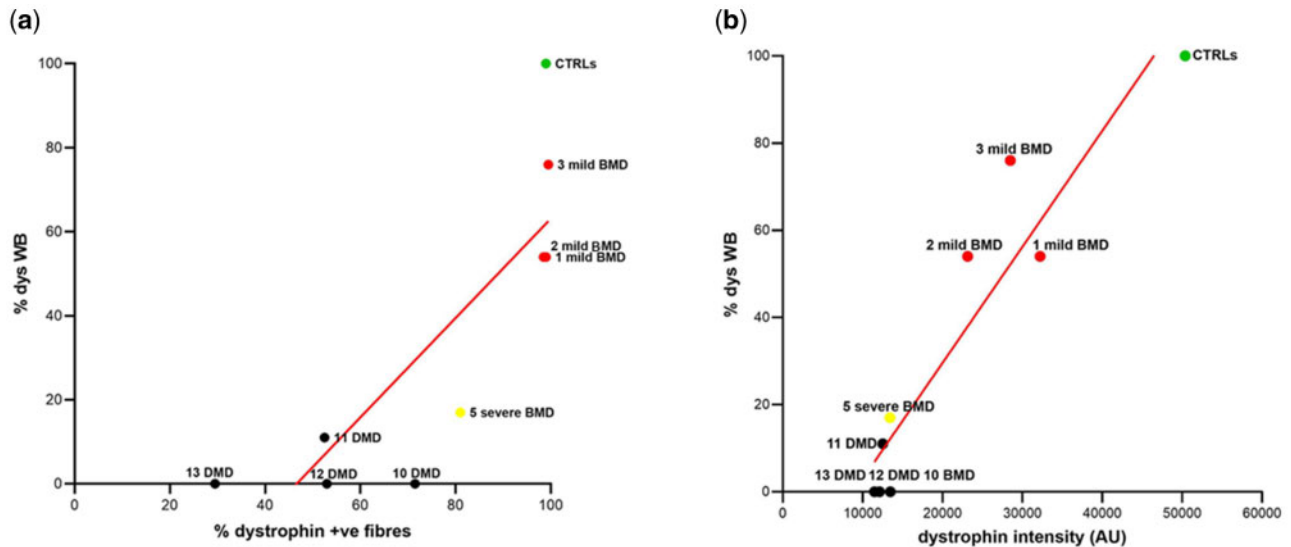 (a)
100
80
60
40
20
0
% dys WB
CTRLs
3 mild BMD
2 mild BMD
1 mild BMD
5 severe BMD
11 DMD
13 DMD 12 DMD 10 DMD
0 20 40 60 80 100
% dystrophin +ve fibres
(b)
100
80
60
40
20
0
% dys WB
CTRLs
3 mild BMD
2 mild BMD 1 mild BMD
5 severe BMD
11 DMD
13 DMD 12 DMD 10 BMD
0 10000 20000 30000 40000 50000 60000
dystrophin intensity (AU)